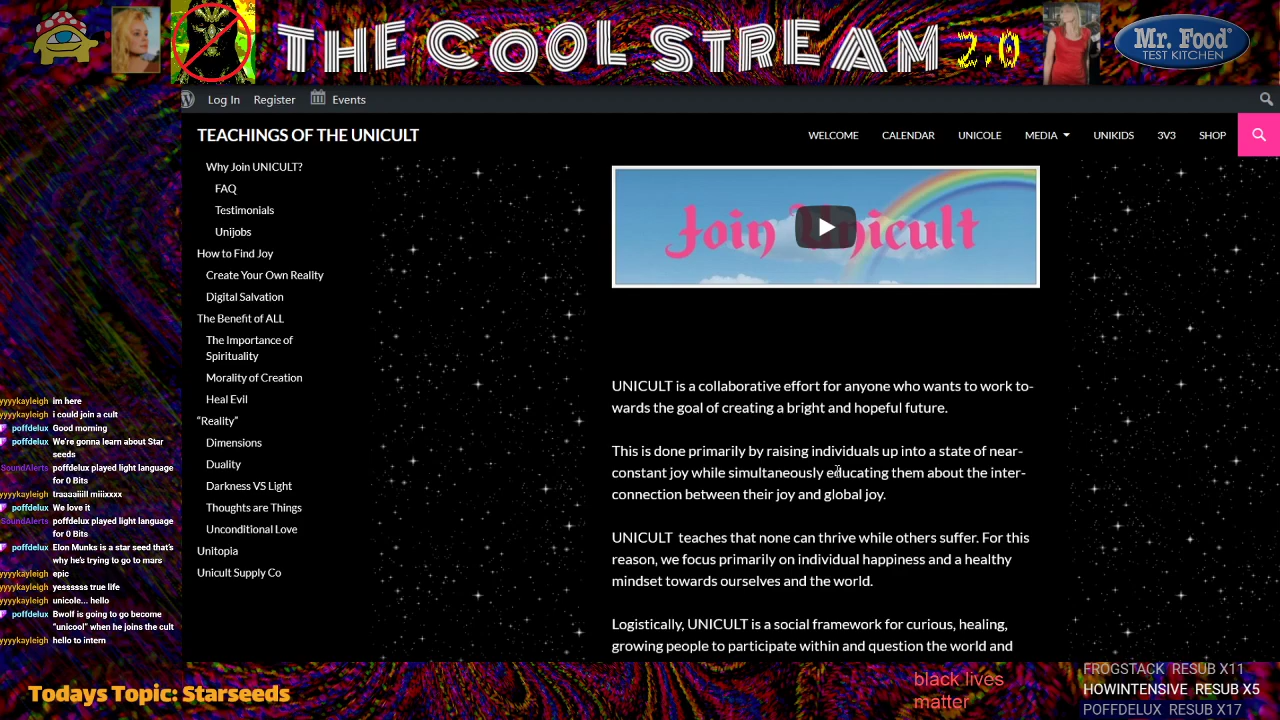 THE COOL STREAM 2.0
Mr. Food
TEST KITCHEN
Log In Register Events
TEACHINGS OF THE UNICULT
WELCOME CALENDAR UNICOLE MEDIA UNIKIDS 3V3 SHOP
Why Join UNICULT?
FAQ
Testimonials
Unijobs
How to Find Joy
Create Your Own Reality
Digital Salvation
The Benefit of ALL
The Importance of
Spirituality
Morality of Creation
Heal Evil
“Reality”
Dimensions
Duality
Darkness VS Light
Thoughts are Things
Unconditional Love
Unitopia
Unicult Supply Co
Join Unicult
UNICULT is a collaborative effort for anyone who wants to work to-
wards the goal of creating a bright and hopeful future.
This is done primarily by raising individuals up into a state of near-
constant joy while simultaneously educating them about the inter-
connection between their joy and global joy.
UNICULT teaches that none can thrive while others suffer. For this
reason, we focus primarily on individual happiness and a healthy
mindset towards ourselves and the world.
Logistically, UNICULT is a social framework for curious, healing,
growing people to participate within and question the world and
yyyykayleigh im here
yyyykayleigh i could join a cult
poffdelux Good morning
poffdelux We're gonna learn about Star
seeds
SoundAlerts poffdelux played light language
for 0 Bits
yyyykayleigh traaaaiiill miiixxxx
poffdelux We love it
SoundAlerts poffdelux played light language
for 0 Bits
poffdelux Elon Munks is a star seed that's
why he's trying to go to mars
yyyykayleigh epic
yyyykayleigh yessssss true life
yyyykayleigh unicole... hello
poffdelux Bwolf is going to go become
“unicool” when he joins the cult
yyyykayleigh hello to intern
Todays Topic: Starseeds
black lives
matter
FROGSTACK RESUB X11
HOWINTENSIVE RESUB X5
POFFDELUX RESUB X17